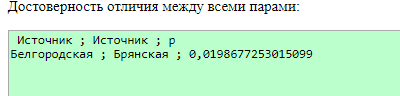 Достоверность отличия между всеми парами:
Источник ; Источник ; p
Белгородская ; Брянская ; 0,0198677253015099